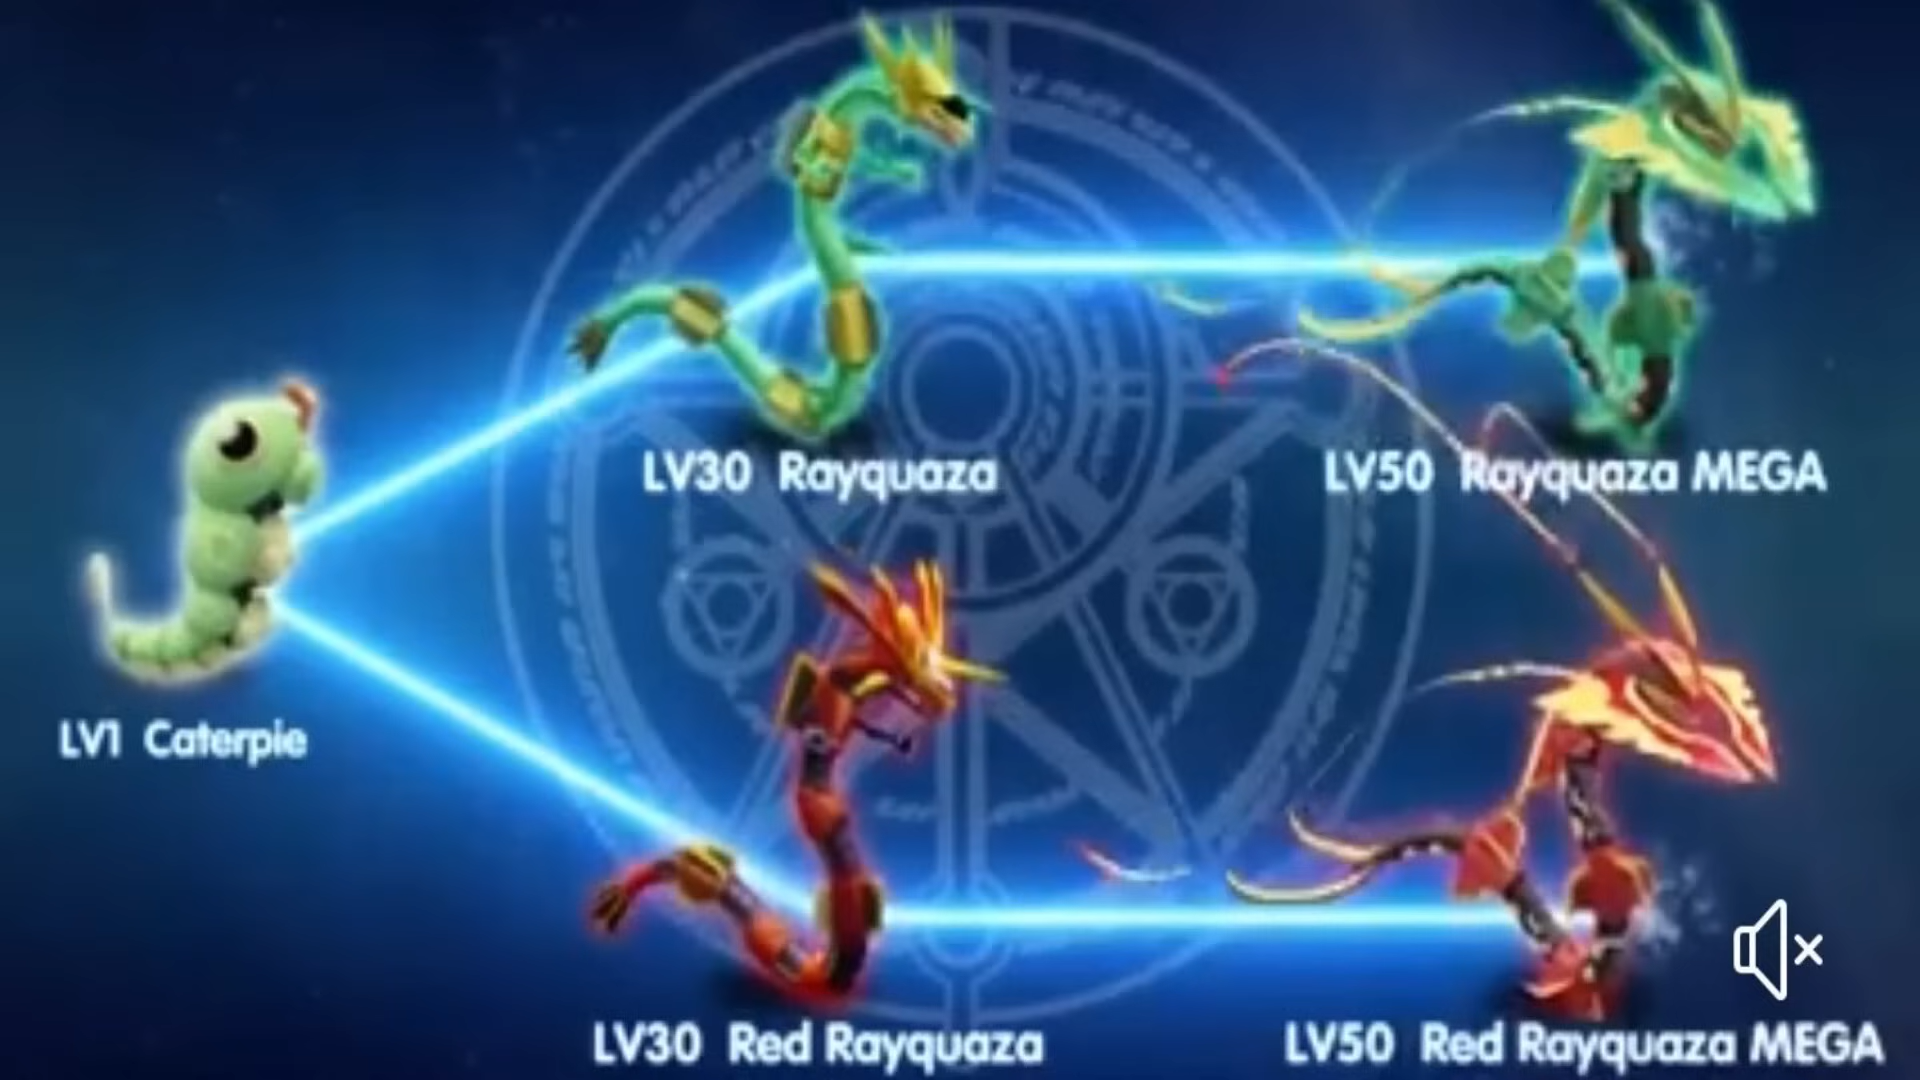 LV30 Rayquaza
LV50 Rayquaza MEGA
LV1 Caterpie
LV30 Red Rayquaza
LV50 Red Rayquaza MEGA